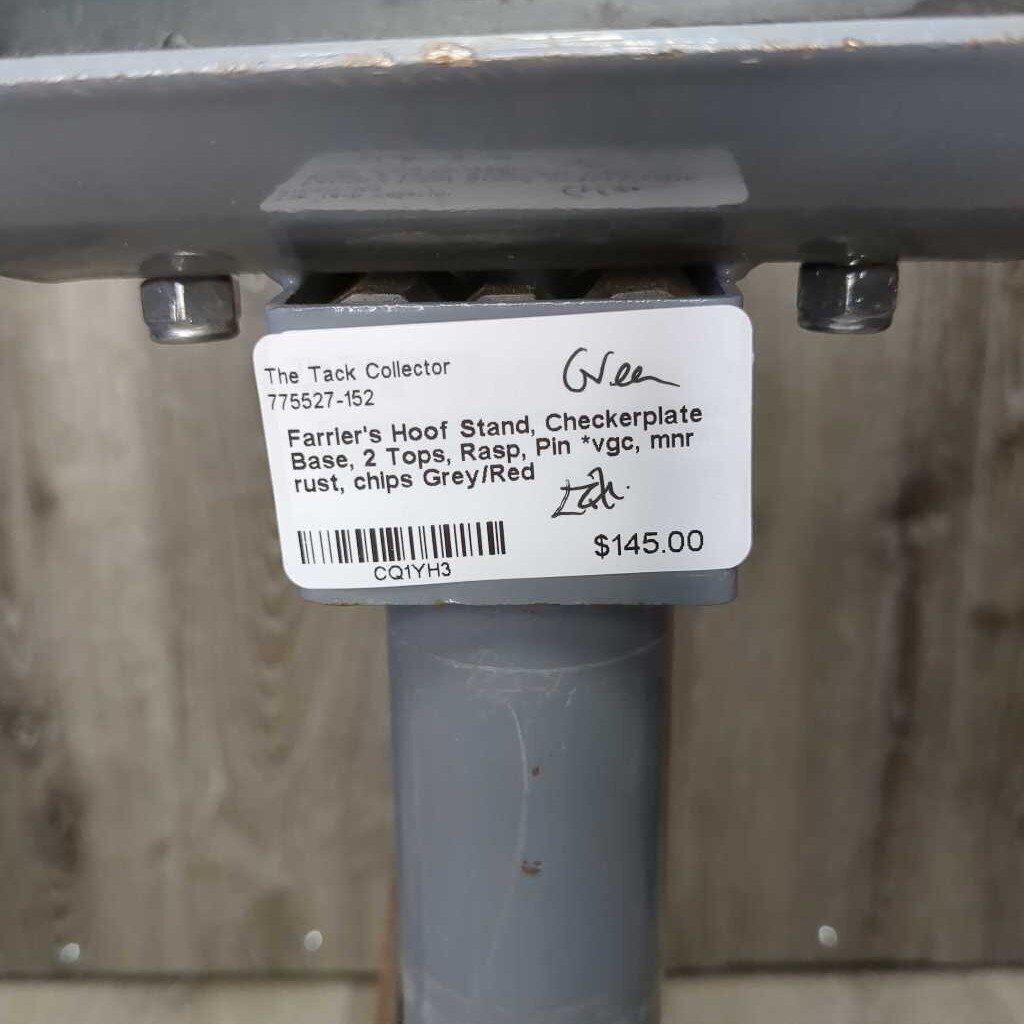 The Tack Collector
Green
775527-152
Farrier's Hoof Stand, Checkerplate
Base, 2 Tops, Rasp, Pin *vgc, mnr
rust, chips Grey/Red
$145.00
CQ1YH3